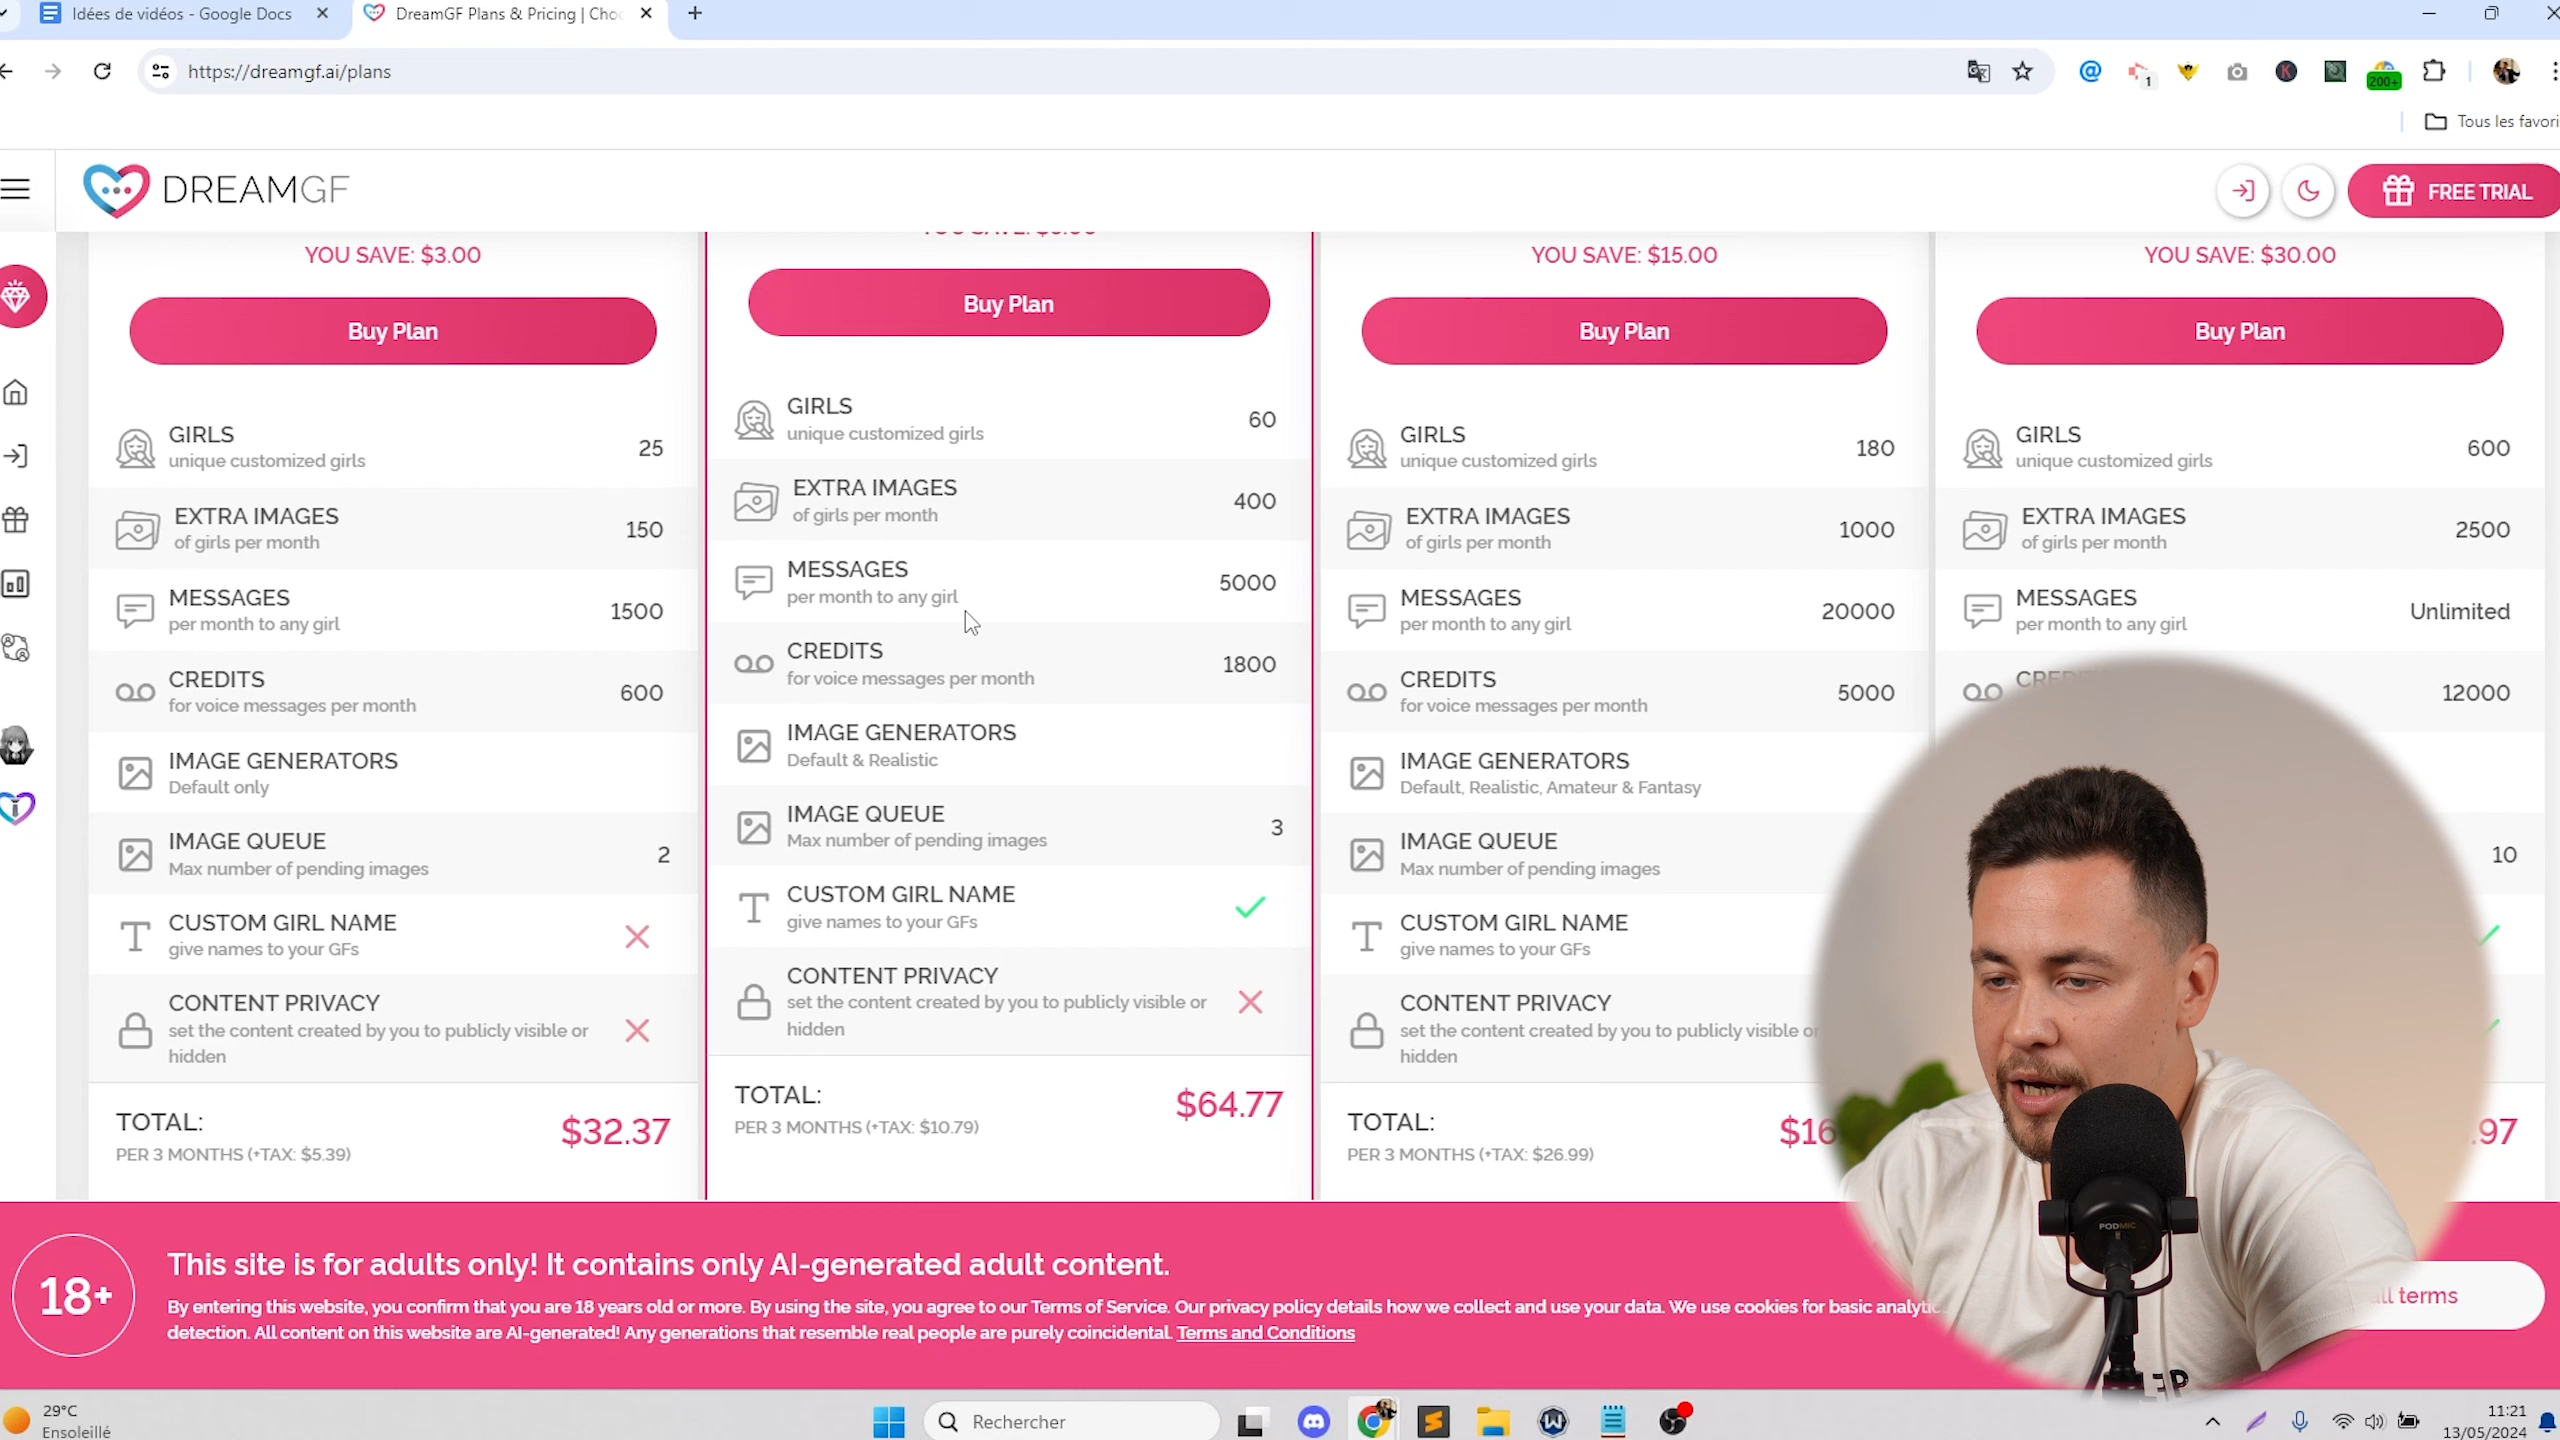 Idées de vidéos - Google Docs
DreamGF Plans & Pricing | Choo
https://dreamgf.ai/plans
1
K
200+
Tous les favori
DREAMGF
FREE TRIAL
YOU SAVE: $3.00
Buy Plan
GIRLS
unique customized girls
25
EXTRA IMAGES
of girls per month
150
MESSAGES
per month to any girl
1500
CREDITS
for voice messages per month
600
IMAGE GENERATORS
Default only
IMAGE QUEUE
Max number of pending images
2
CUSTOM GIRL NAME
give names to your GFs
CONTENT PRIVACY
set the content created by you to publicly visible or
hidden
TOTAL:
$32.37
PER 3 MONTHS (+TAX: $5.39)
Buy Plan
GIRLS
unique customized girls
60
EXTRA IMAGES
of girls per month
400
MESSAGES
per month to any girl
5000
CREDITS
for voice messages per month
1800
IMAGE GENERATORS
Default & Realistic
IMAGE QUEUE
Max number of pending images
3
CUSTOM GIRL NAME
give names to your GFs
CONTENT PRIVACY
set the content created by you to publicly visible or
hidden
TOTAL:
$64.77
PER 3 MONTHS (+TAX: $10.79)
YOU SAVE: $15.00
Buy Plan
GIRLS
unique customized girls
180
EXTRA IMAGES
of girls per month
1000
MESSAGES
per month to any girl
20000
CREDITS
for voice messages per month
5000
IMAGE GENERATORS
Default, Realistic, Amateur & Fantasy
IMAGE QUEUE
Max number of pending images
CUSTOM GIRL NAME
give names to your GFs
CONTENT PRIVACY
set the content created by you to publicly visible or
hidden
TOTAL:
$16
PER 3 MONTHS (+TAX: $26.99)
YOU SAVE: $30.00
Buy Plan
GIRLS
unique customized girls
600
EXTRA IMAGES
of girls per month
2500
MESSAGES
per month to any girl
Unlimited
12000
10
.97
18+
This site is for adults only! It contains only AI-generated adult content.
By entering this website, you confirm that you are 18 years old or more. By using the site, you agree to our Terms of Service. Our privacy policy details how we collect and use your data. We use cookies for basic analytic
detection. All content on this website are AI-generated! Any generations that resemble real people are purely coincidental. Terms and Conditions
all terms
PODMIC
29°C
Ensoleillé
Rechercher
11:21
13/05/2024